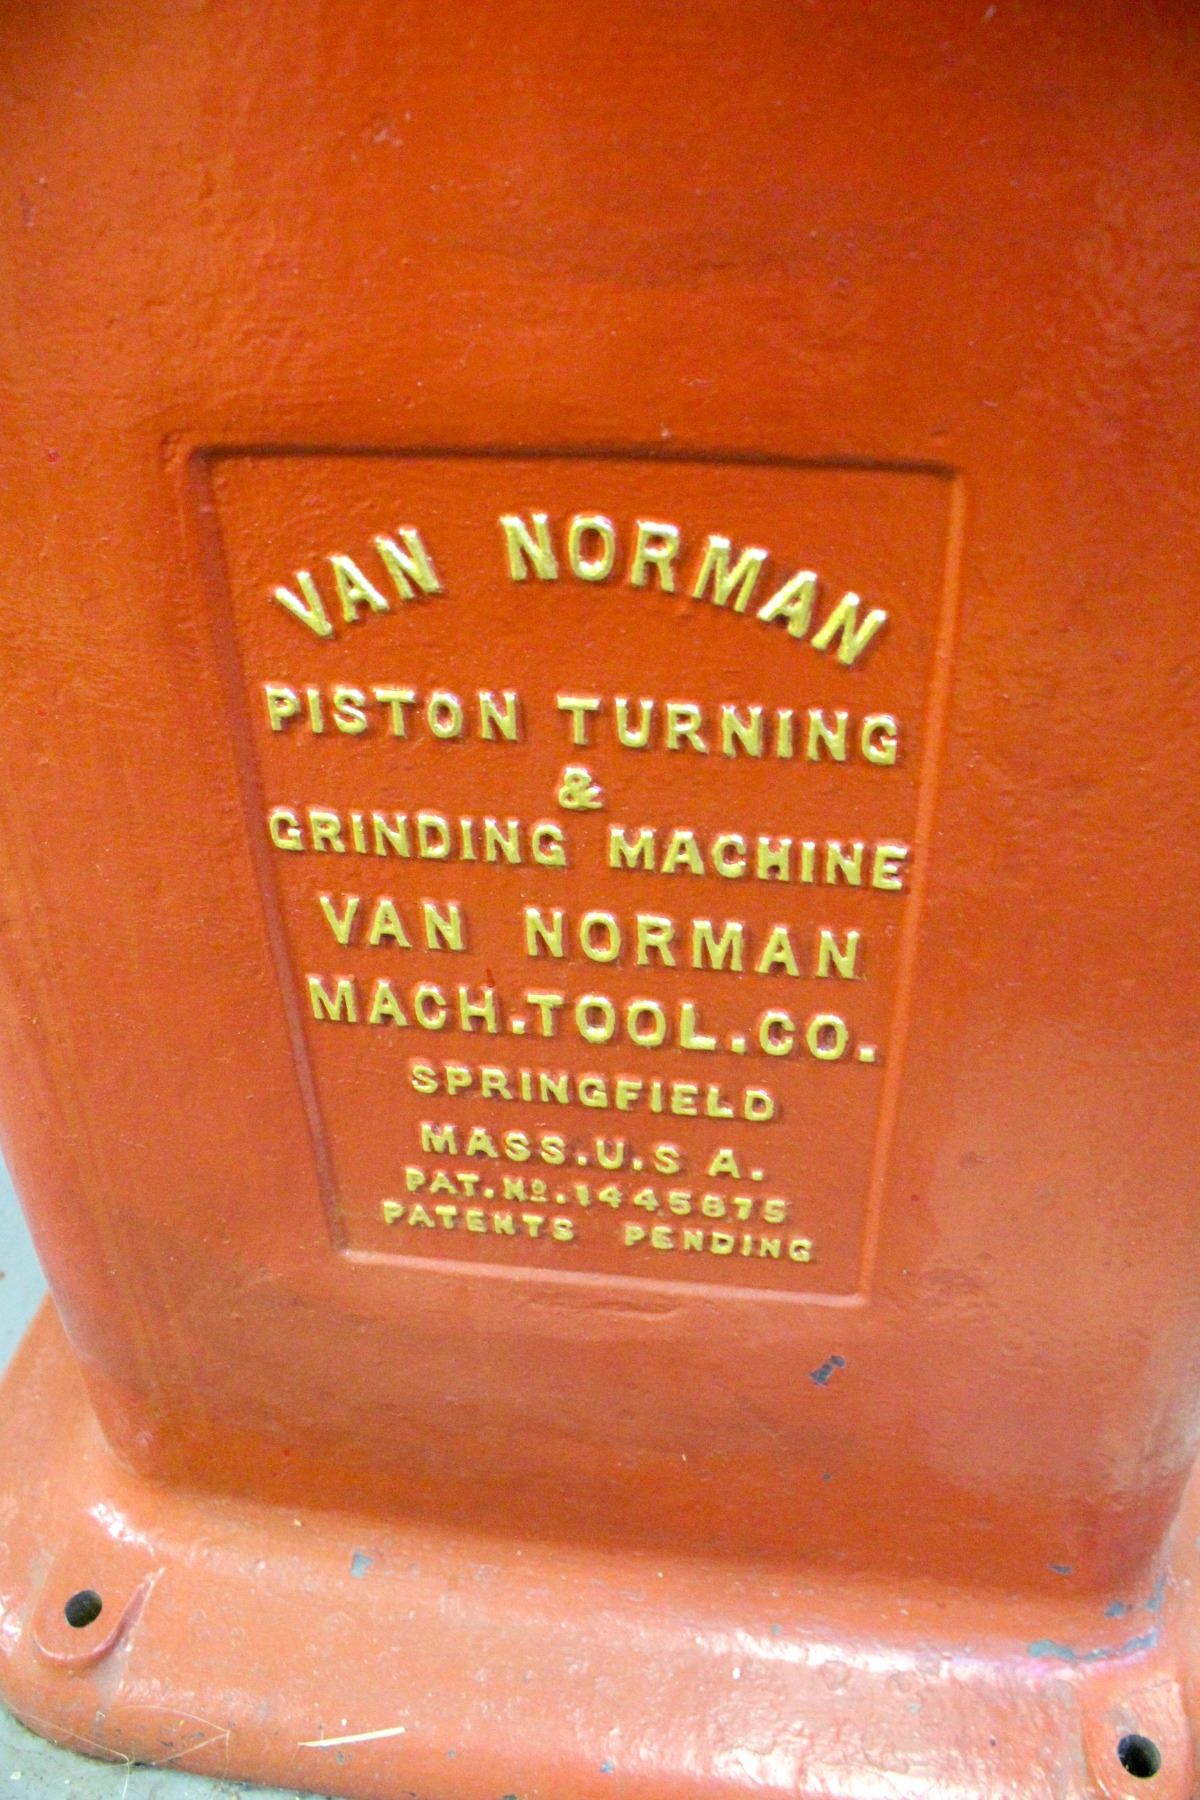 VAN NORMAN
PISTON TURNING
&
GRINDING MACHINE
VAN NORMAN
MACH.TOOL.CO.
SPRINGFIELD
MASS.U.S A.
PAT.Nº.1445875
PATENTS PENDING